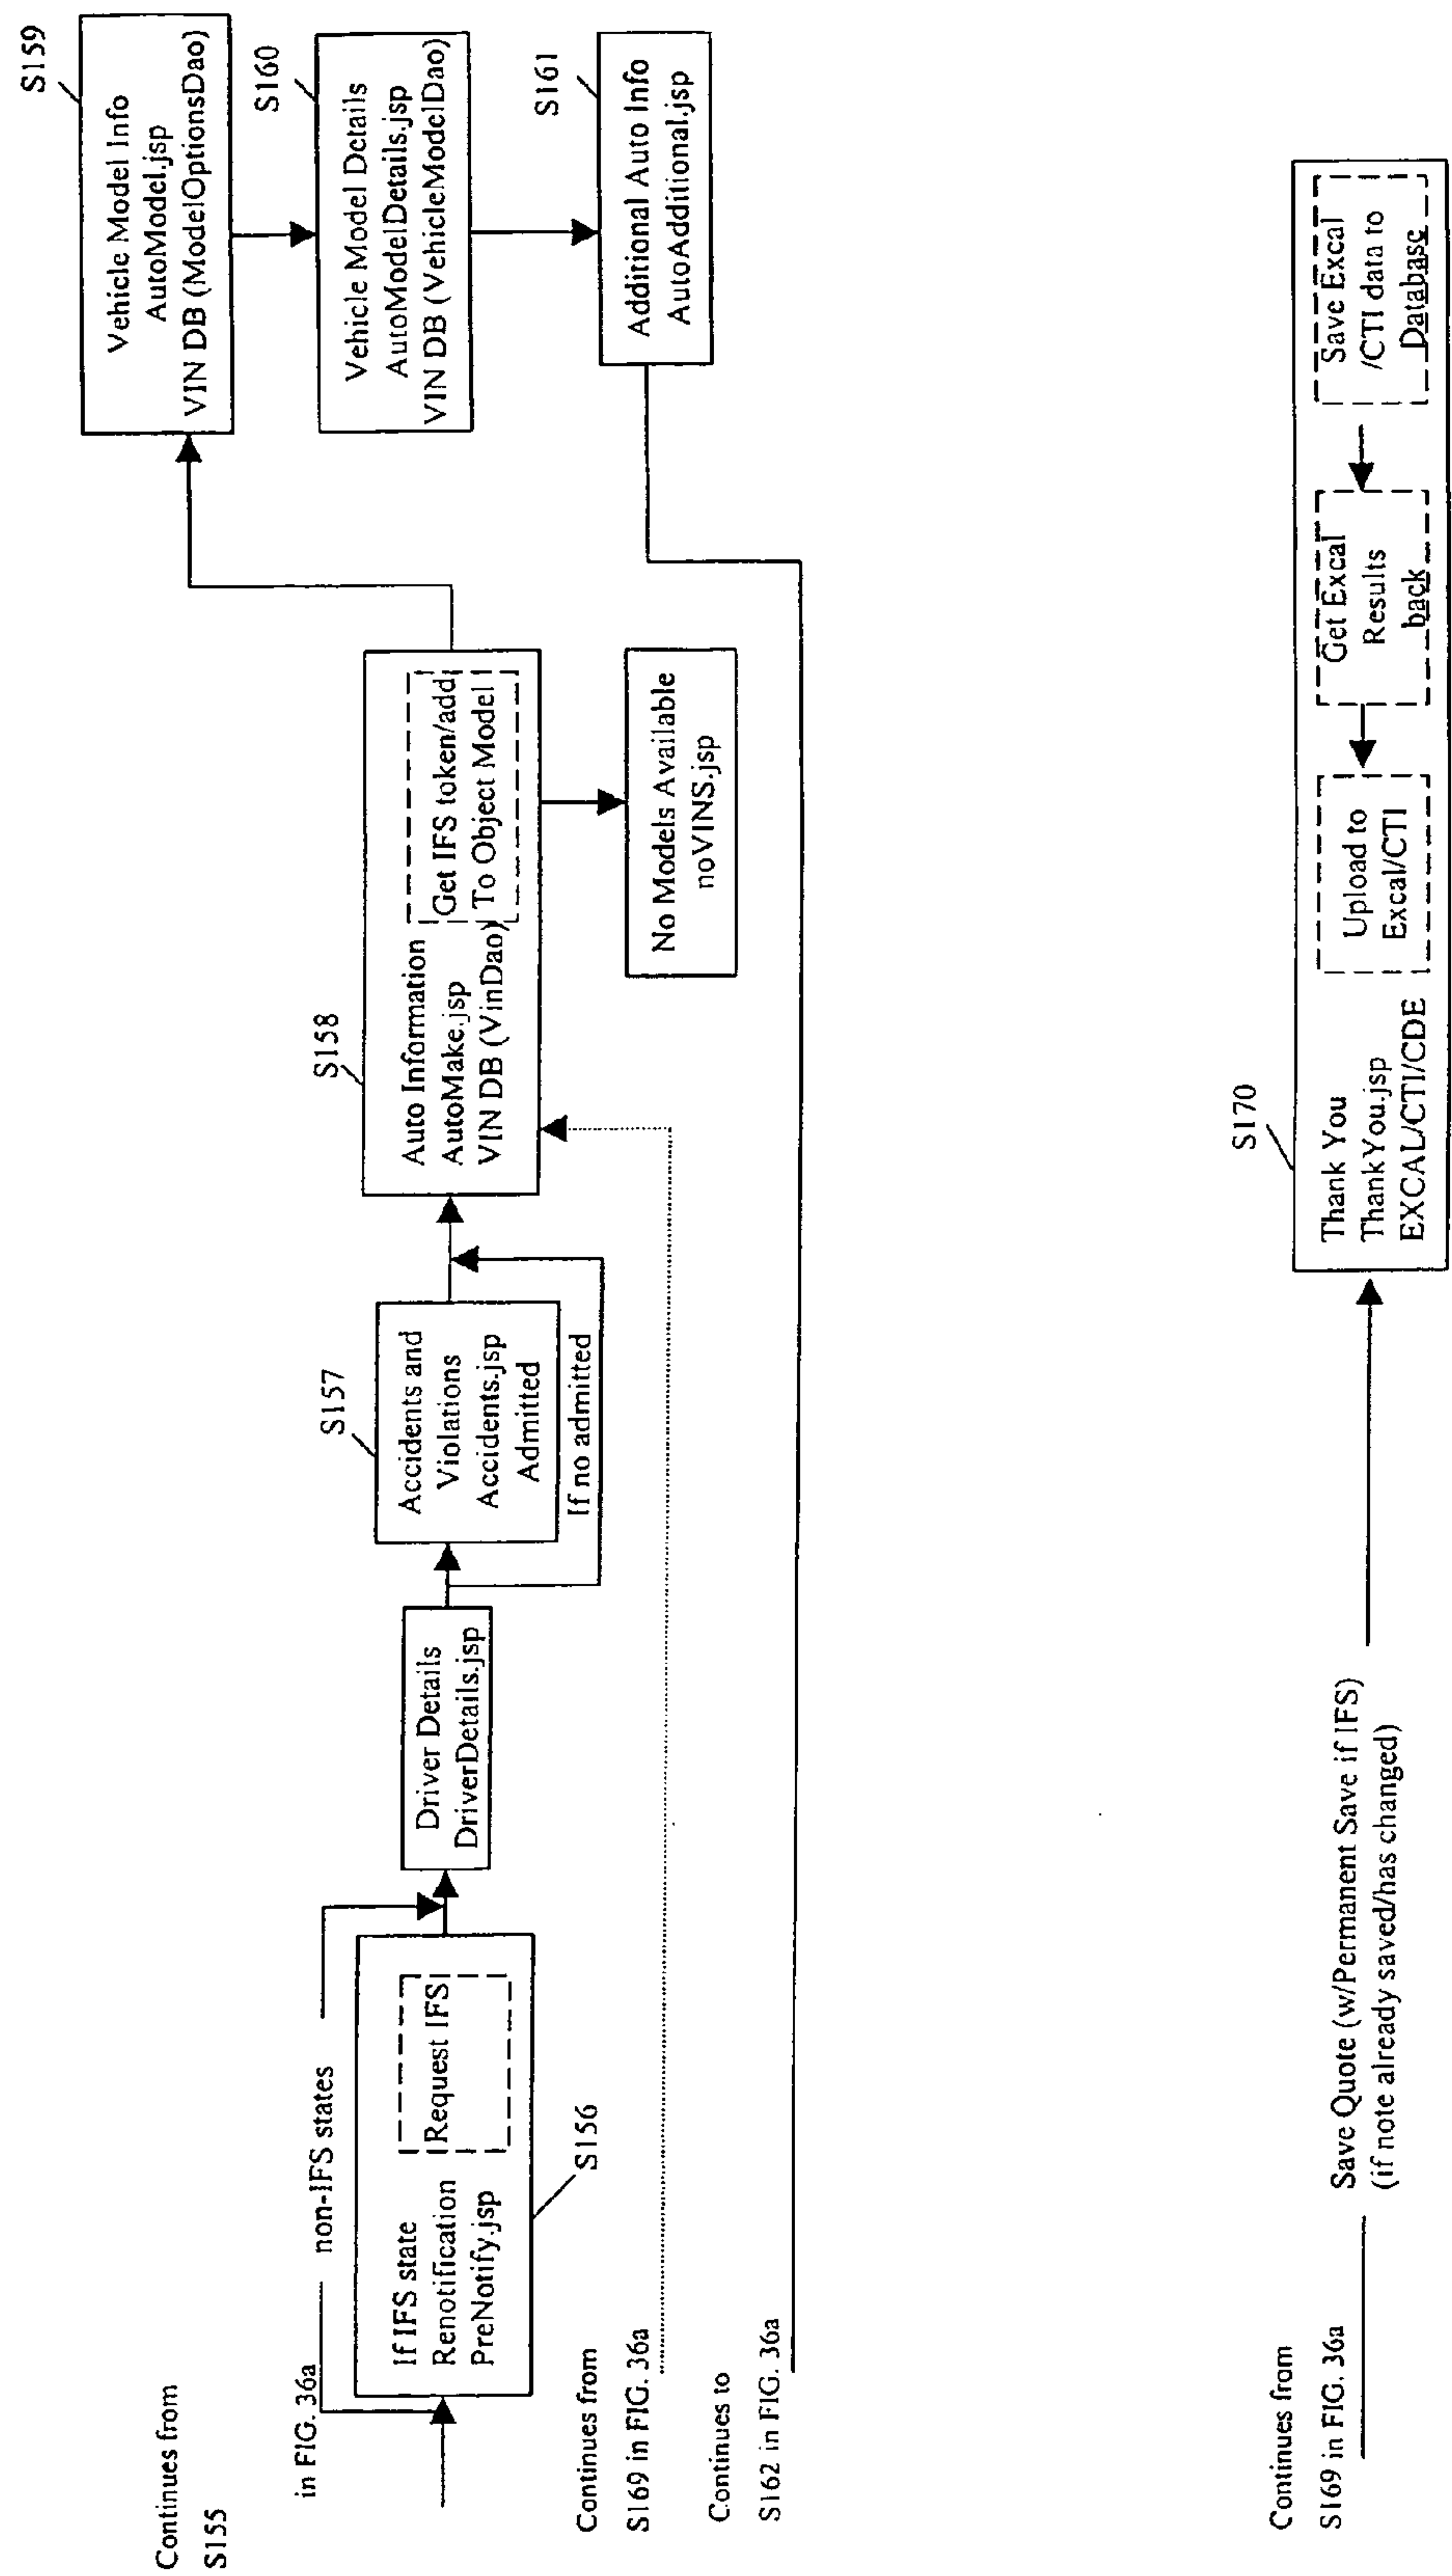 Continues from
S155
in FIG. 36a
non-IFS states
If IFS state
Renotification
PreNotify.jsp
Request IFS
S156
Driver Details
DriverDetails.jsp
S157
Accidents and
Violations
Accidents.jsp
Admitted
If no admitted
S158
Auto Information
AutoMake.jsp
VIN DB (VinDao)
Get IFS token/add
To Object Model
No Models Available
noVINS.jsp
S159
Vehicle Model Info
AutoModel.jsp
VIN DB (ModelOptionsDao)
S160
Vehicle Model Details
AutoModelDetails.jsp
VIN DB (VehicleModelDao)
S161
Additional Auto Info
AutoAdditional.jsp
Continues from
S169 in FIG. 36a
Continues to
S162 in FIG. 36a
Continues from
S169 in FIG. 36a
Save Quote (w/Permanent Save if IFS)
(if note already saved/has changed)
S170
Thank You
ThankYou.jsp
EXCAL/CTI/CDE
Upload to
Excal/CTI
Get Excal
Results
back
Save Excal
/CTI data to
Database